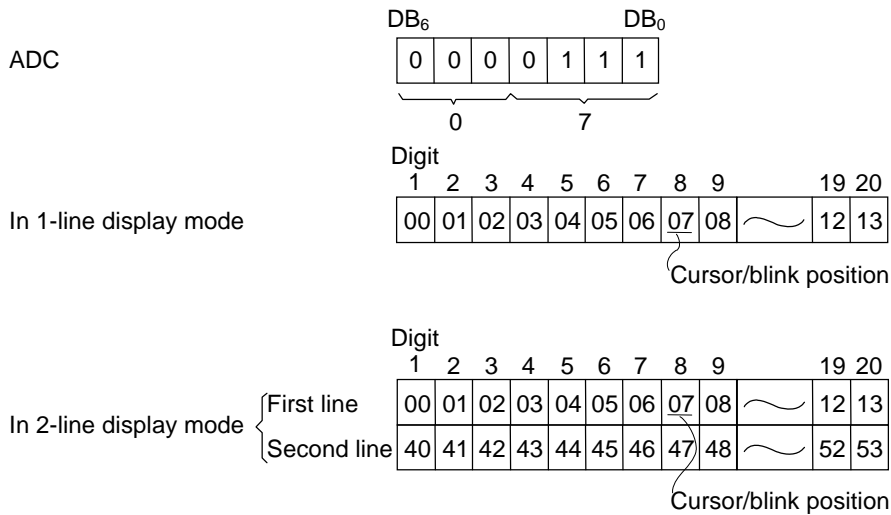 DB₆ DB₀
ADC 0 0 0 0 1 1 1
0 7
Digit
1 2 3 4 5 6 7 8 9 19 20
In 1-line display mode 00 01 02 03 04 05 06 07 08 12 13
Cursor/blink position
Digit
1 2 3 4 5 6 7 8 9 19 20
First line 00 01 02 03 04 05 06 07 08 12 13
In 2-line display mode
Second line 40 41 42 43 44 45 46 47 48 52 53
Cursor/blink position